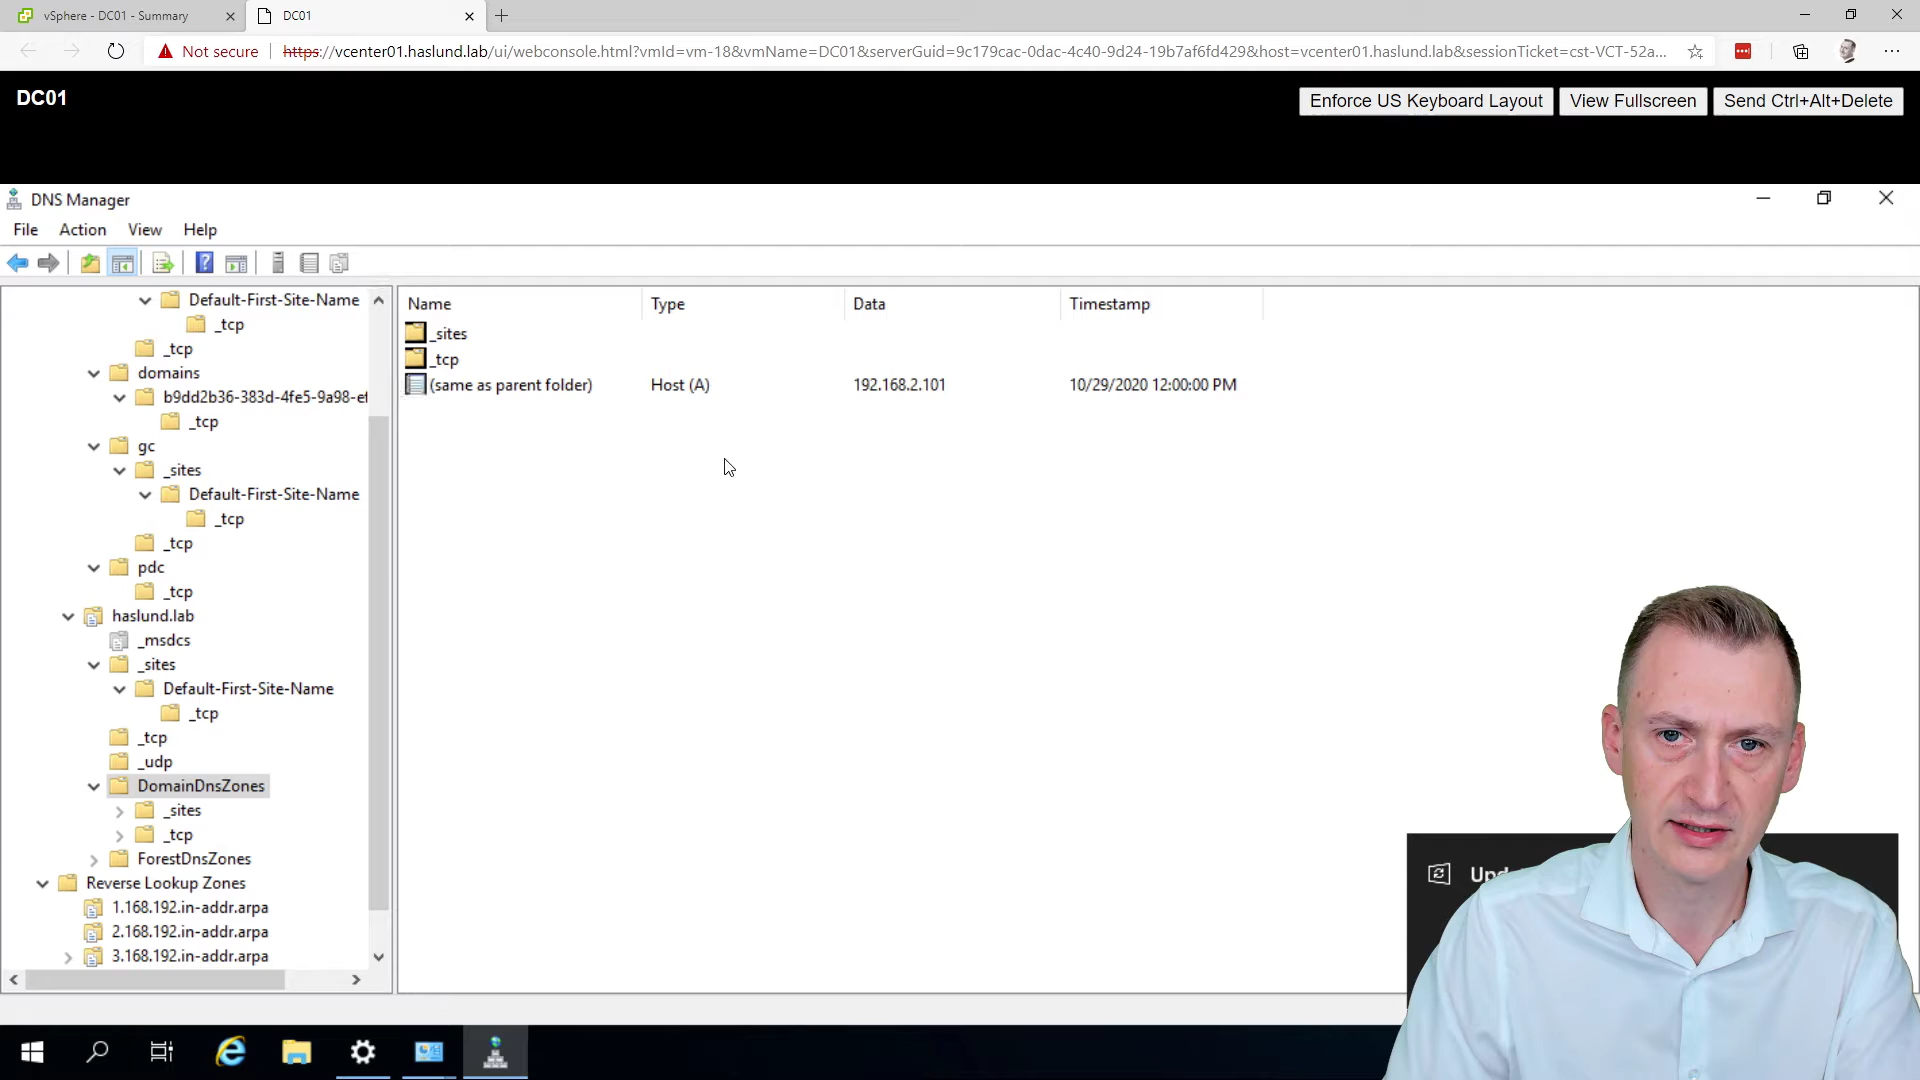 vSphere - DC01 - Summary
DC01
Not secure
https://vcenter01.haslund.lab/ui/webconsole.html?vmId=vm-18&vmName=DC01&serverGuid=9c179cac-0dac-4c40-9d24-19b7af6fd429&host=vcenter01.haslund.lab&sessionTicket=cst-VCT-52a...
DC01
Enforce US Keyboard Layout
View Fullscreen
Send Ctrl+Alt+Delete
DNS Manager
File Action View Help
Default-First-Site-Name
_tcp
_tcp
domains
b9dd2b36-383d-4fe5-9a98-ef
_tcp
gc
_sites
Default-First-Site-Name
_tcp
_tcp
pdc
_tcp
haslund.lab
_msdcs
_sites
Default-First-Site-Name
_tcp
_tcp
_udp
DomainDnsZones
_sites
_tcp
ForestDnsZones
Reverse Lookup Zones
1.168.192.in-addr.arpa
2.168.192.in-addr.arpa
3.168.192.in-addr.arpa
Name Type Data Timestamp
_sites
_tcp
(same as parent folder) Host (A) 192.168.2.101 10/29/2020 12:00:00 PM